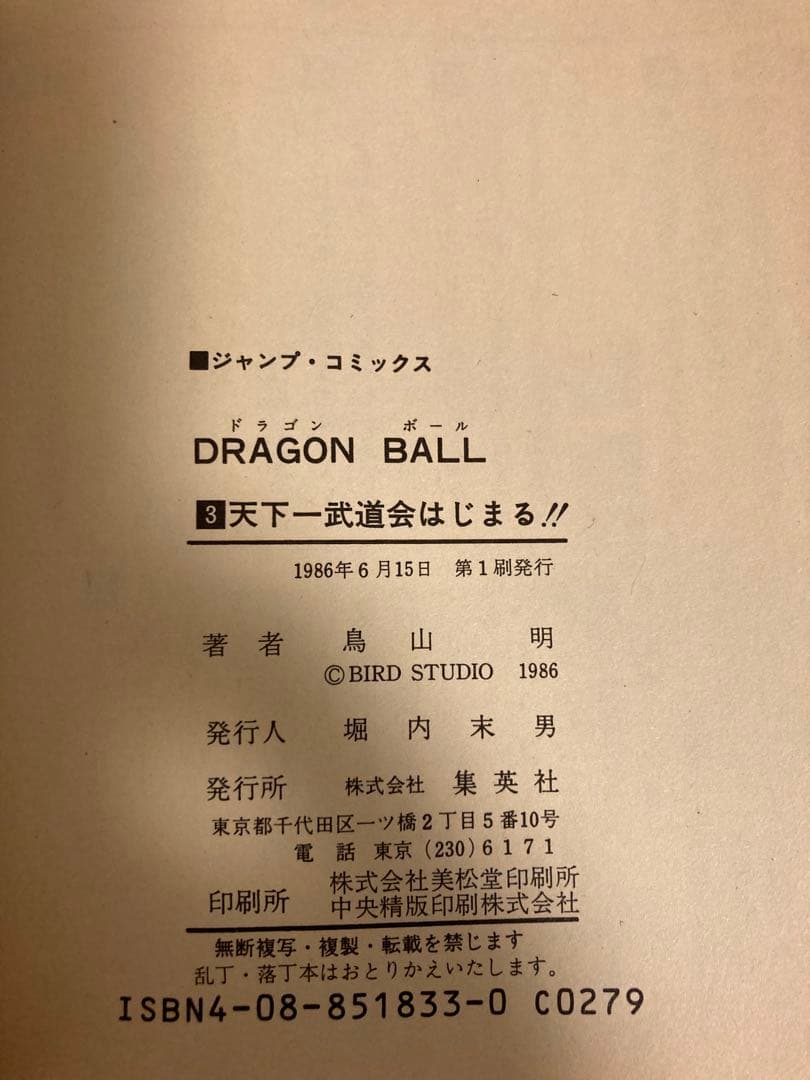 ■ジャンプ・コミックス
ドラゴン ボール
DRAGON BALL
3天下一武道会はじまる!!
1986年6月15日 第1刷発行
著者 鳥山 明
©BIRD STUDIO 1986
発行人 堀内末男
発行所 株式会社 集英社
東京都千代田区一ツ橋2丁目5番10号
電話 東京(230)6171
印刷所 株式会社美松堂印刷所
中央精版印刷株式会社
無断複写・複製・転載を禁じます
乱丁・落丁本はおとりかえいたします。
ISBN4-08-851833-0 C0279